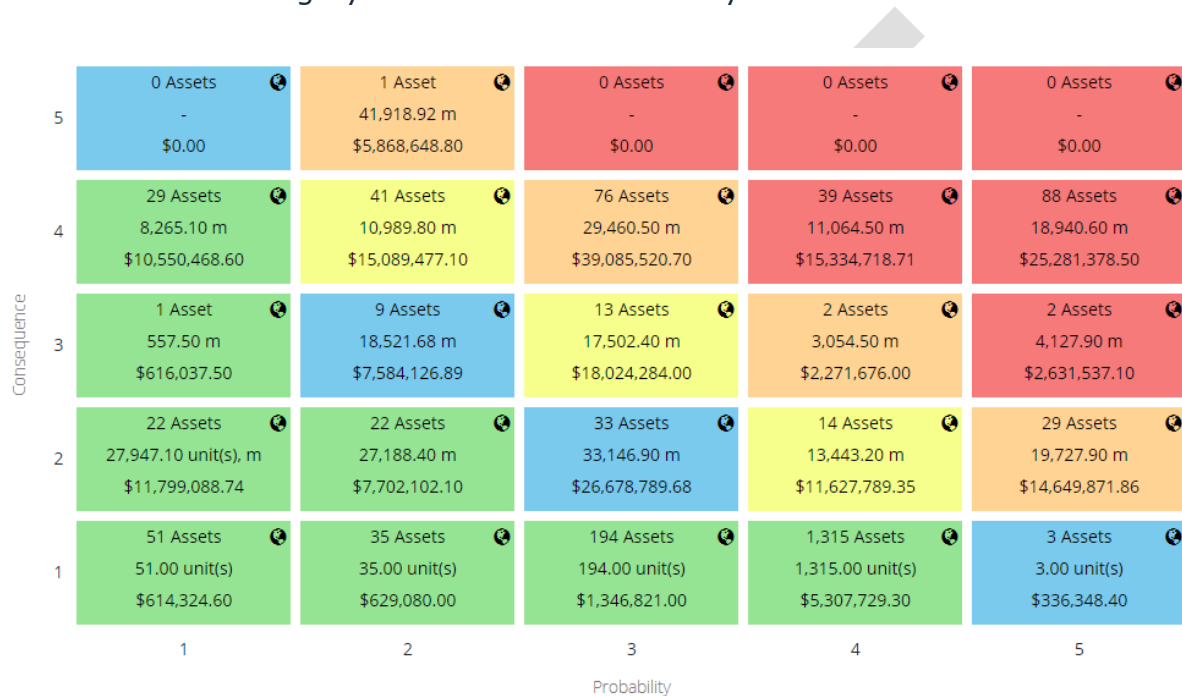 5
0 Assets
-
$0.00
1 Asset
41,918.92 m
$5,868,648.80
0 Assets
-
$0.00
0 Assets
-
$0.00
0 Assets
-
$0.00
4
29 Assets
8,265.10 m
$10,550,468.60
41 Assets
10,989.80 m
$15,089,477.10
76 Assets
29,460.50 m
$39,085,520.70
39 Assets
11,064.50 m
$15,334,718.71
88 Assets
18,940.60 m
$25,281,378.50
Consequence
3
1 Asset
557.50 m
$616,037.50
9 Assets
18,521.68 m
$7,584,126.89
13 Assets
17,502.40 m
$18,024,284.00
2 Assets
3,054.50 m
$2,271,676.00
2 Assets
4,127.90 m
$2,631,537.10
2
22 Assets
27,947.10 unit(s), m
$11,799,088.74
22 Assets
27,188.40 m
$7,702,102.10
33 Assets
33,146.90 m
$26,678,789.68
14 Assets
13,443.20 m
$11,627,789.35
29 Assets
19,727.90 m
$14,649,871.86
1
51 Assets
51.00 unit(s)
$614,324.60
35 Assets
35.00 unit(s)
$629,080.00
194 Assets
194.00 unit(s)
$1,346,821.00
1,315 Assets
1,315.00 unit(s)
$5,307,729.30
3 Assets
3.00 unit(s)
$336,348.40
1
2
3
4
5
Probability